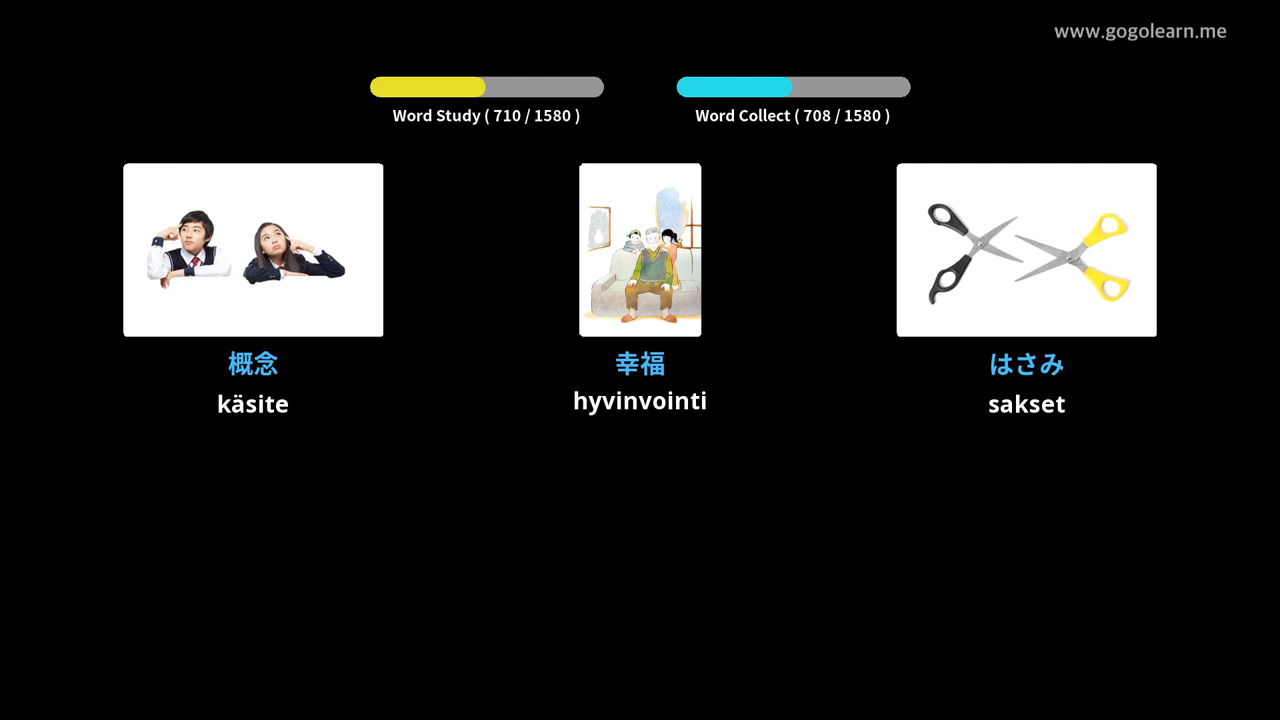 www.gogolearn.me
Word Study ( 710 / 1580 )
Word Collect ( 708 / 1580 )
概念
käsite
幸福
hyvinvointi
はさみ
sakset